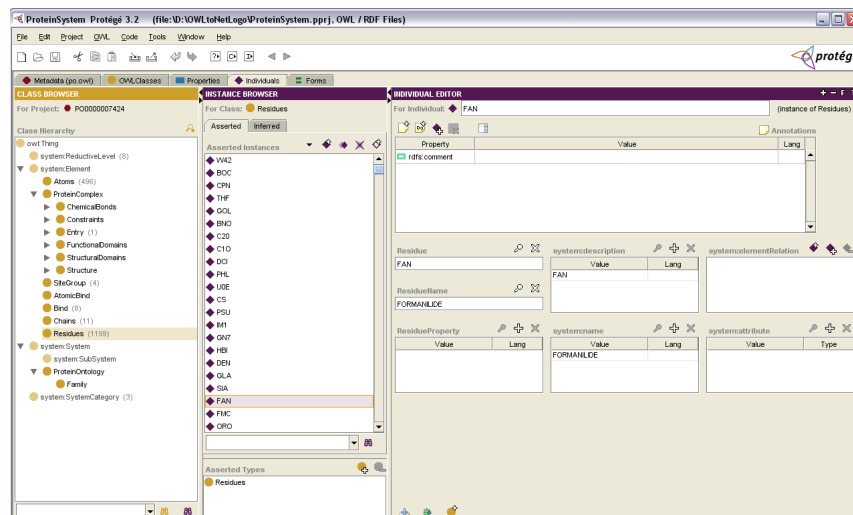 ProteinSystem Protégé 3.2 (file:\D:\OWLtoNetLogo\ProteinSystem.pprj, OWL / RDF Files)
File Edit Project OWL Code Tools Window Help
protég
Metadata (po.owl) OWLClasses Properties Individuals Forms
CLASS BROWSER
For Project: PO0000007424
Class Hierarchy
owl:Thing
system:ReductiveLevel (8)
system:Element
Atoms (496)
ProteinComplex
ChemicalBonds
Constraints
Entry (1)
FunctionalDomains
StructuralDomains
Structure
SiteGroup (4)
AtomicBind
Bind (8)
Chains (11)
Residues (1199)
system:System
system:SubSystem
ProteinOntology
Family
system:SystemCategory (3)
INSTANCE BROWSER
For Class: Residues
Asserted Inferred
Asserted Instances
W42
BOC
CPN
THF
GOL
BNO
C20
C1O
DCI
PHL
U0E
CS
PSU
IM1
GN7
HBI
DEN
GLA
SIA
FAN
FMC
ORO
Asserted Types
Residues
INDIVIDUAL EDITOR
For Individual: FAN (instance of Residues)
Annotations
Property Value Lang
rdfs:comment
Residue
FAN
ResidueName
FORMANILIDE
ResidueProperty
Value Lang
system:description
Value Lang
FAN
system:name
Value Lang
FORMANILIDE
system:elementRelation
system:attribute
Value Type